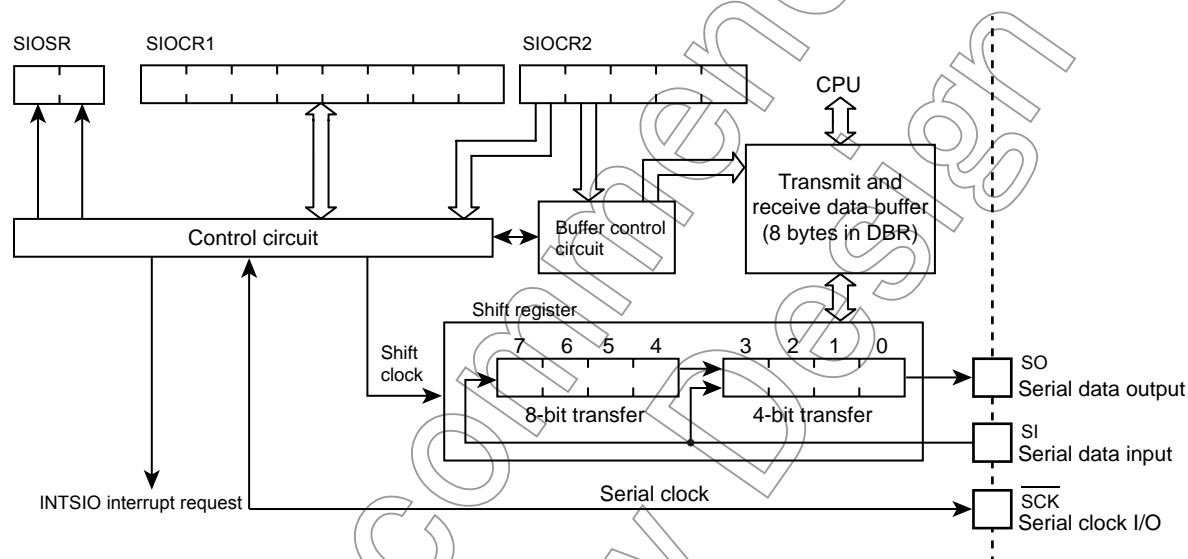 SIOSR
SIOCR1
SIOCR2
CPU
Transmit and
receive data buffer
(8 bytes in DBR)
Control circuit
Buffer control
circuit
Shift register
Shift
clock
7 6 5 4
3 2 1 0
8-bit transfer
4-bit transfer
SO
Serial data output
SI
Serial data input
INTSIO interrupt request
Serial clock
SCK
Serial clock I/O